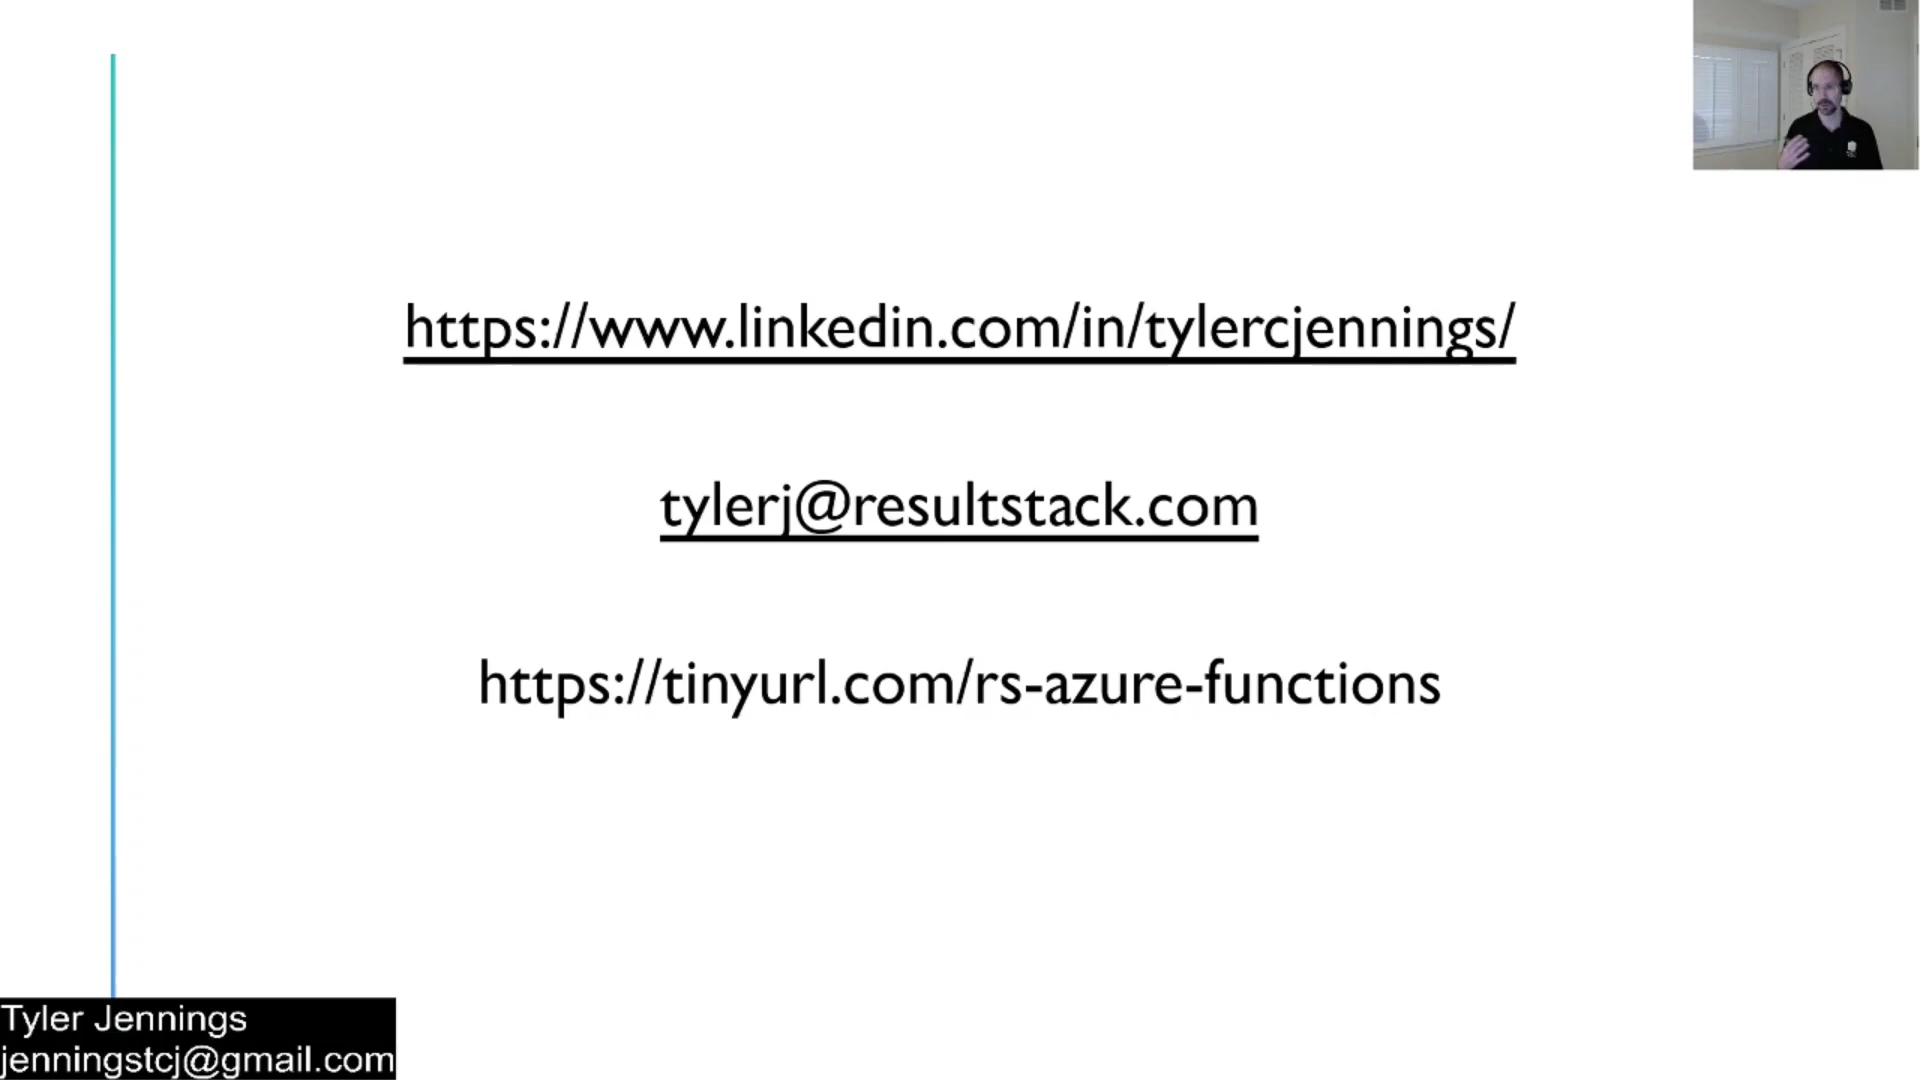 https://www.linkedin.com/in/tylercjennings/
tylerj@resultstack.com
https://tinyurl.com/rs-azure-functions
Tyler Jennings
jenningstcj@gmail.com